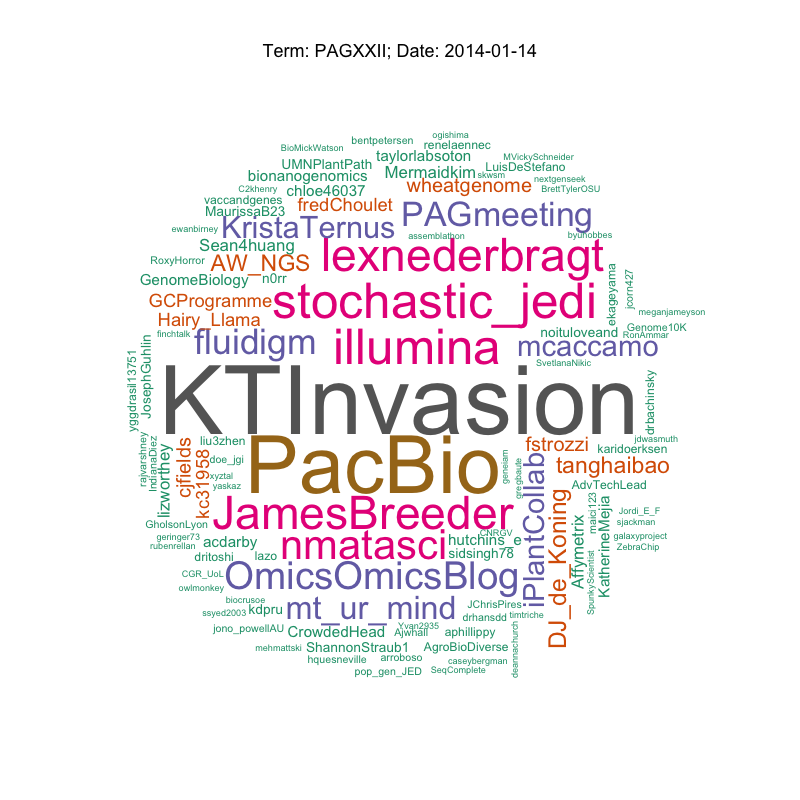 Term: PAGXXII; Date: 2014-01-14
ogishima
bentpetersen
renelaennec
BioMickWatson
taylorlabsoton
MVickySchneider
UMNPlantPath
LuisDeStefano
Mermaidkim
bionanogenomics
skwsm
nextgenseek
C2khenry
chloe46037
wheatgenome
BrettTylerOSU
vaccandgenes
fredChoulet
MaurissaB23
PAGmeeting
ewanbirney
KristaTernus
assemblathon
byuhobbes
Sean4huang
lexnederbragt
RoxyHorror
AW_NGS
GenomeBiology
n0rr
ekageyama
joorn427
GCProgramme
stochastic_jedi
meganjameyson
Hairy_Llama
Genome10K
noituloveand
RonAmmar
finchtalk
fluidigm
illumina
mcaccamo
JosephGuhlin
yggdrasil13751
SvetlanaNikic
KTInvasion
drbachinsky
rajvarshney
IndianaDiez
lizworthey
cjfields
kc31958
liu3zhen
fstrozzi
jdwasmuth
karidoerksen
doe_jgi
PacBio
geneiam
gregbaute
tanghaibao
xyztal
yaskaz
iPlantCollab
AdvTechLead
DJ_de_Koning
Affymetrix
maici123
KatherineMejia
SpunkyScientist
Jordi_E_F
sjackman
GholsonLyon
JamesBreeder
geringer73
CNRGV
galaxyproject
rubenrellan
acdarby
nmatasci
hutchins_e
ZebraChip
dritoshi
lazo
sidsingh78
CGR_UoL
OmicsOmicsBlog
owlmonkey
biocrusoe
JChrisPires
ssyed2003
kdpru
mt_ur_mind
drhansdd
timtriche
jono_powellAU
CrowdedHead
Yvan2935
Ajwhall
aphillippy
deannachurch
mehmattski
ShannonStraub1
AgroBioDiverse
hquesneville
arroboso
caseybergman
pop_gen_JED
SeqComplete